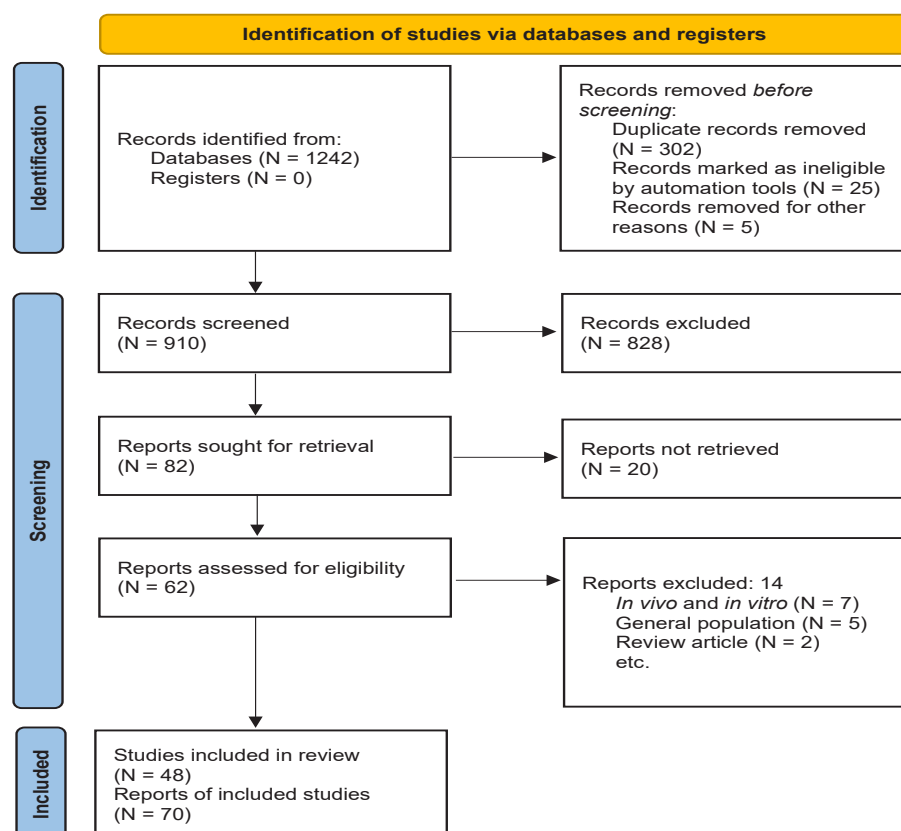 Identification of studies via databases and registers
Identification
Records identified from:
Databases (N = 1242)
Registers (N = 0)
Records removed before
screening:
Duplicate records removed
(N = 302)
Records marked as ineligible
by automation tools (N = 25)
Records removed for other
reasons (N = 5)
Screening
Records screened
(N = 910)
Records excluded
(N = 828)
Reports sought for retrieval
(N = 82)
Reports not retrieved
(N = 20)
Reports assessed for eligibility
(N = 62)
Reports excluded: 14
In vivo and in vitro (N = 7)
General population (N = 5)
Review article (N = 2)
etc.
Included
Studies included in review
(N = 48)
Reports of included studies
(N = 70)